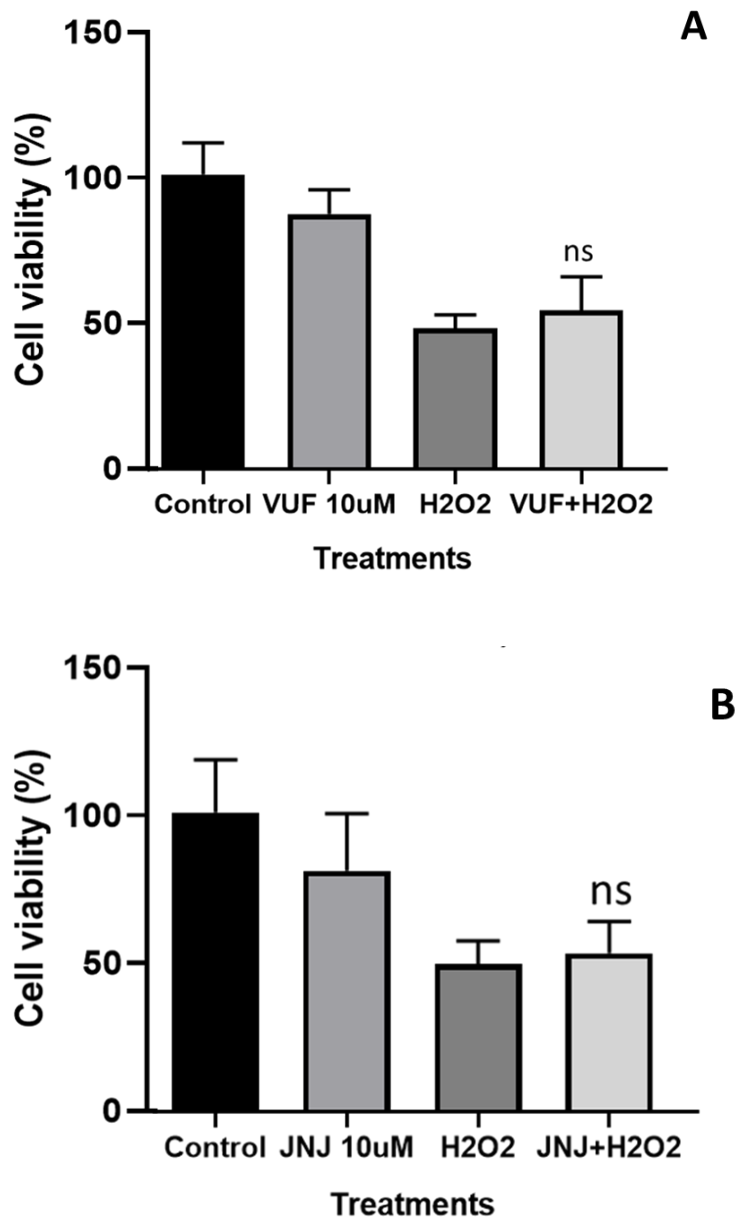 A
150
100
50
0
Cell viability (%)
ns
Control VUF 10uM H2O2 VUF+H2O2
Treatments
B
150
100
50
0
Cell viability (%)
ns
Control JNJ 10uM H2O2 JNJ+H2O2
Treatments